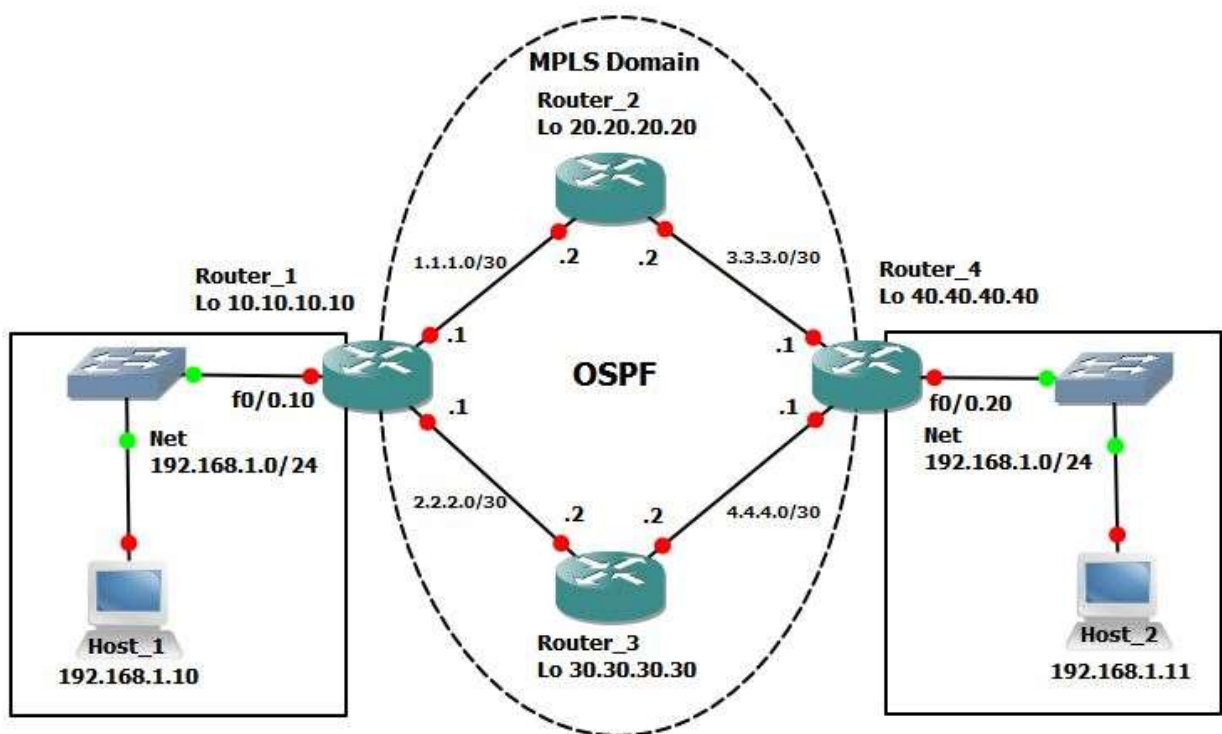 MPLS Domain
Router_2
Lo 20.20.20.20
1.1.1.0/30
.2
.2
3.3.3.0/30
Router_1
Lo 10.10.10.10
Router_4
Lo 40.40.40.40
.1
.1
OSPF
f0/0.10
.1
.1
f0/0.20
Net
192.168.1.0/24
Net
192.168.1.0/24
2.2.2.0/30
.2
.2
4.4.4.0/30
Host_1
192.168.1.10
Router_3
Lo 30.30.30.30
Host_2
192.168.1.11